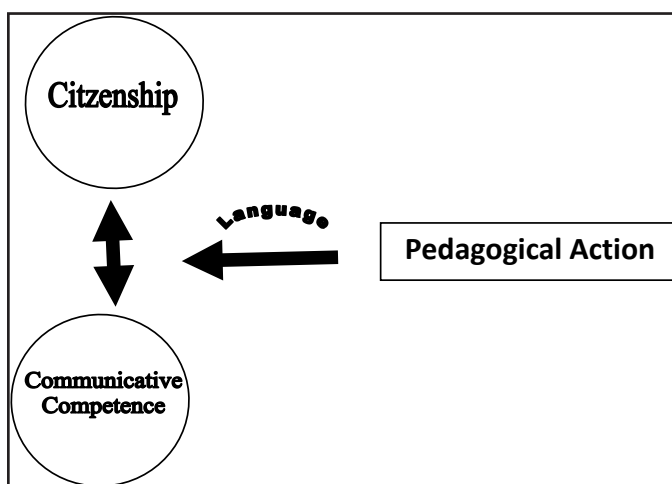 Citzenship
Language
Pedagogical Action
Communicative
Competence